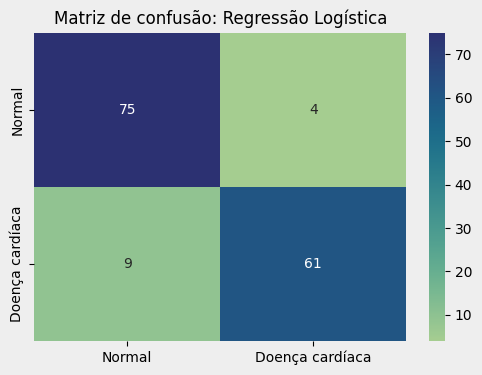 Matriz de confusão: Regressão Logística
Normal
75
4
Doença cardíaca
9
61
Normal
Doença cardíaca
70
60
50
40
30
20
10